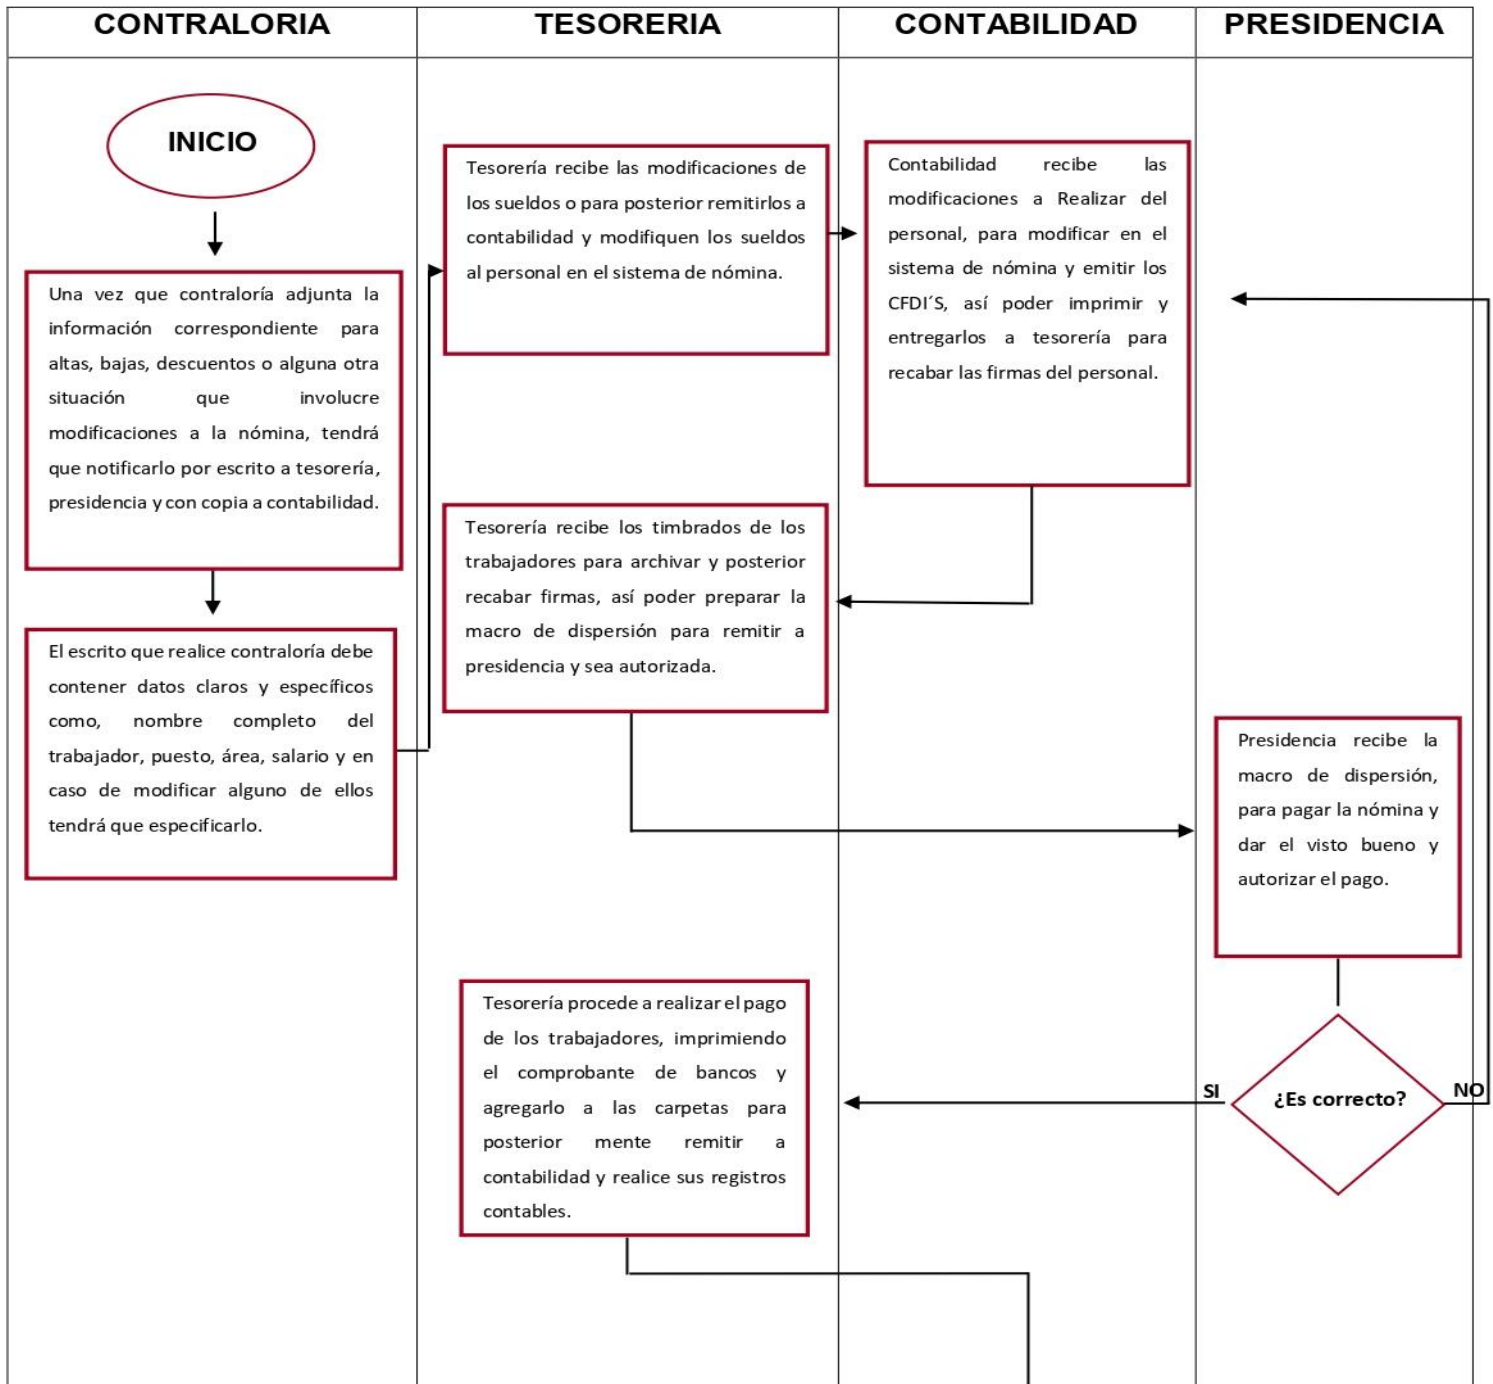 CONTRALORIA
TESORERIA
CONTABILIDAD
PRESIDENCIA
INICIO
Una vez que contraloría adjunta la
información correspondiente para
altas, bajas, descuentos o alguna otra
situación que involucre
modificaciones a la nómina, tendrá
que notificarlo por escrito a tesorería,
presidencia y con copia a contabilidad.
El escrito que realice contraloría debe
contener datos claros y específicos
como, nombre completo del
trabajador, puesto, área, salario y en
caso de modificar alguno de ellos
tendrá que especificarlo.
Tesorería recibe las modificaciones de
los sueldos o para posterior remitirlos a
contabilidad y modifiquen los sueldos
al personal en el sistema de nómina.
Contabilidad recibe las
modificaciones a Realizar del
personal, para modificar en el
sistema de nómina y emitir los
CFDI´S, así poder imprimir y
entregarlos a tesorería para
recabar las firmas del personal.
Tesorería recibe los timbrados de los
trabajadores para archivar y posterior
recabar firmas, así poder preparar la
macro de dispersión para remitir a
presidencia y sea autorizada.
Presidencia recibe la
macro de dispersión,
para pagar la nómina y
dar el visto bueno y
autorizar el pago.
¿Es correcto?
SI
NO
Tesorería procede a realizar el pago
de los trabajadores, imprimiendo
el comprobante de bancos y
agregarlo a las carpetas para
posterior mente remitir a
contabilidad y realice sus registros
contables.